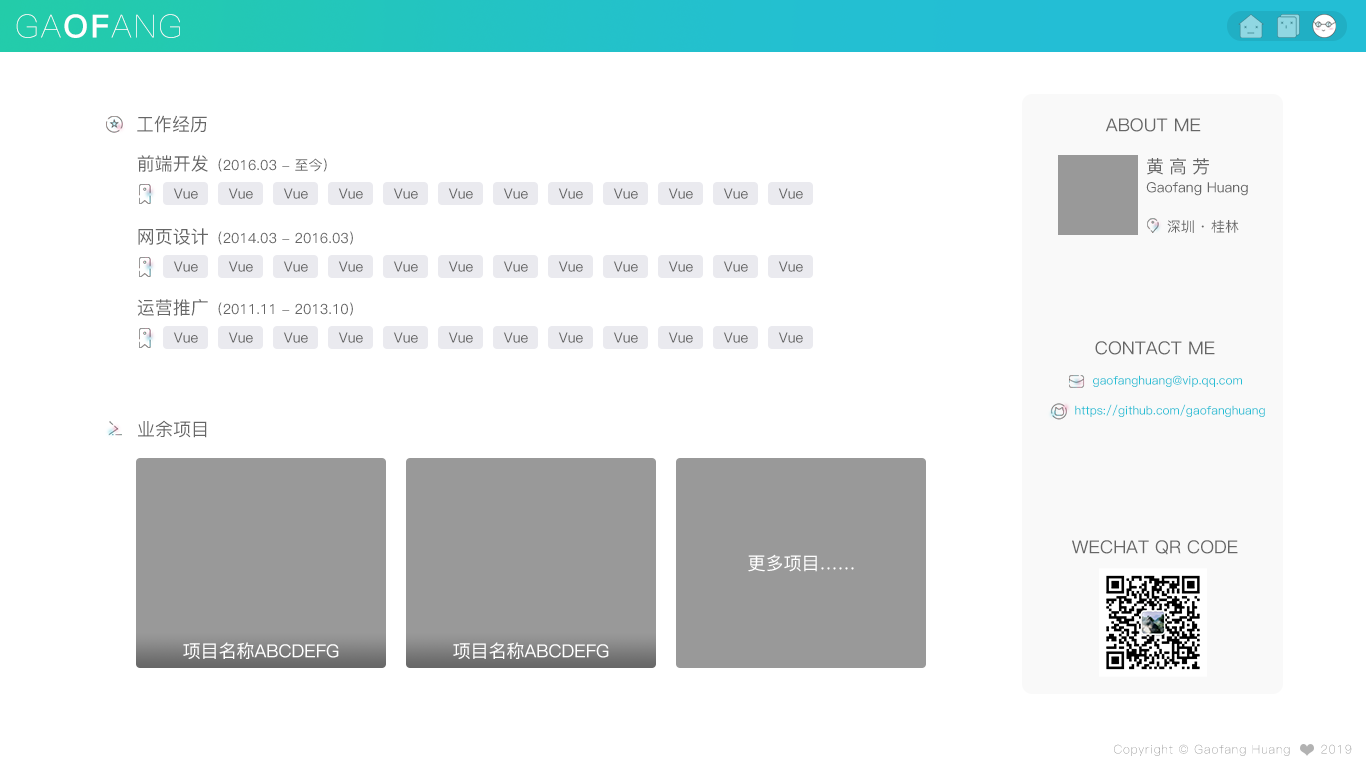 GAOFANG
工作经历
前端开发 (2016.03 – 至今)
Vue Vue Vue Vue Vue Vue Vue Vue Vue Vue Vue Vue
网页设计 (2014.03 – 2016.03)
Vue Vue Vue Vue Vue Vue Vue Vue Vue Vue Vue Vue
运营推广 (2011.11 – 2013.10)
Vue Vue Vue Vue Vue Vue Vue Vue Vue Vue Vue Vue
业余项目
项目名称ABCDEFG
项目名称ABCDEFG
更多项目……
ABOUT ME
黄 高 芳
Gaofang Huang
深圳 · 桂林
CONTACT ME
gaofanghuang@vip.qq.com
https://github.com/gaofanghuang
WECHAT QR CODE
Copyright © Gaofang Huang ❤ 2019